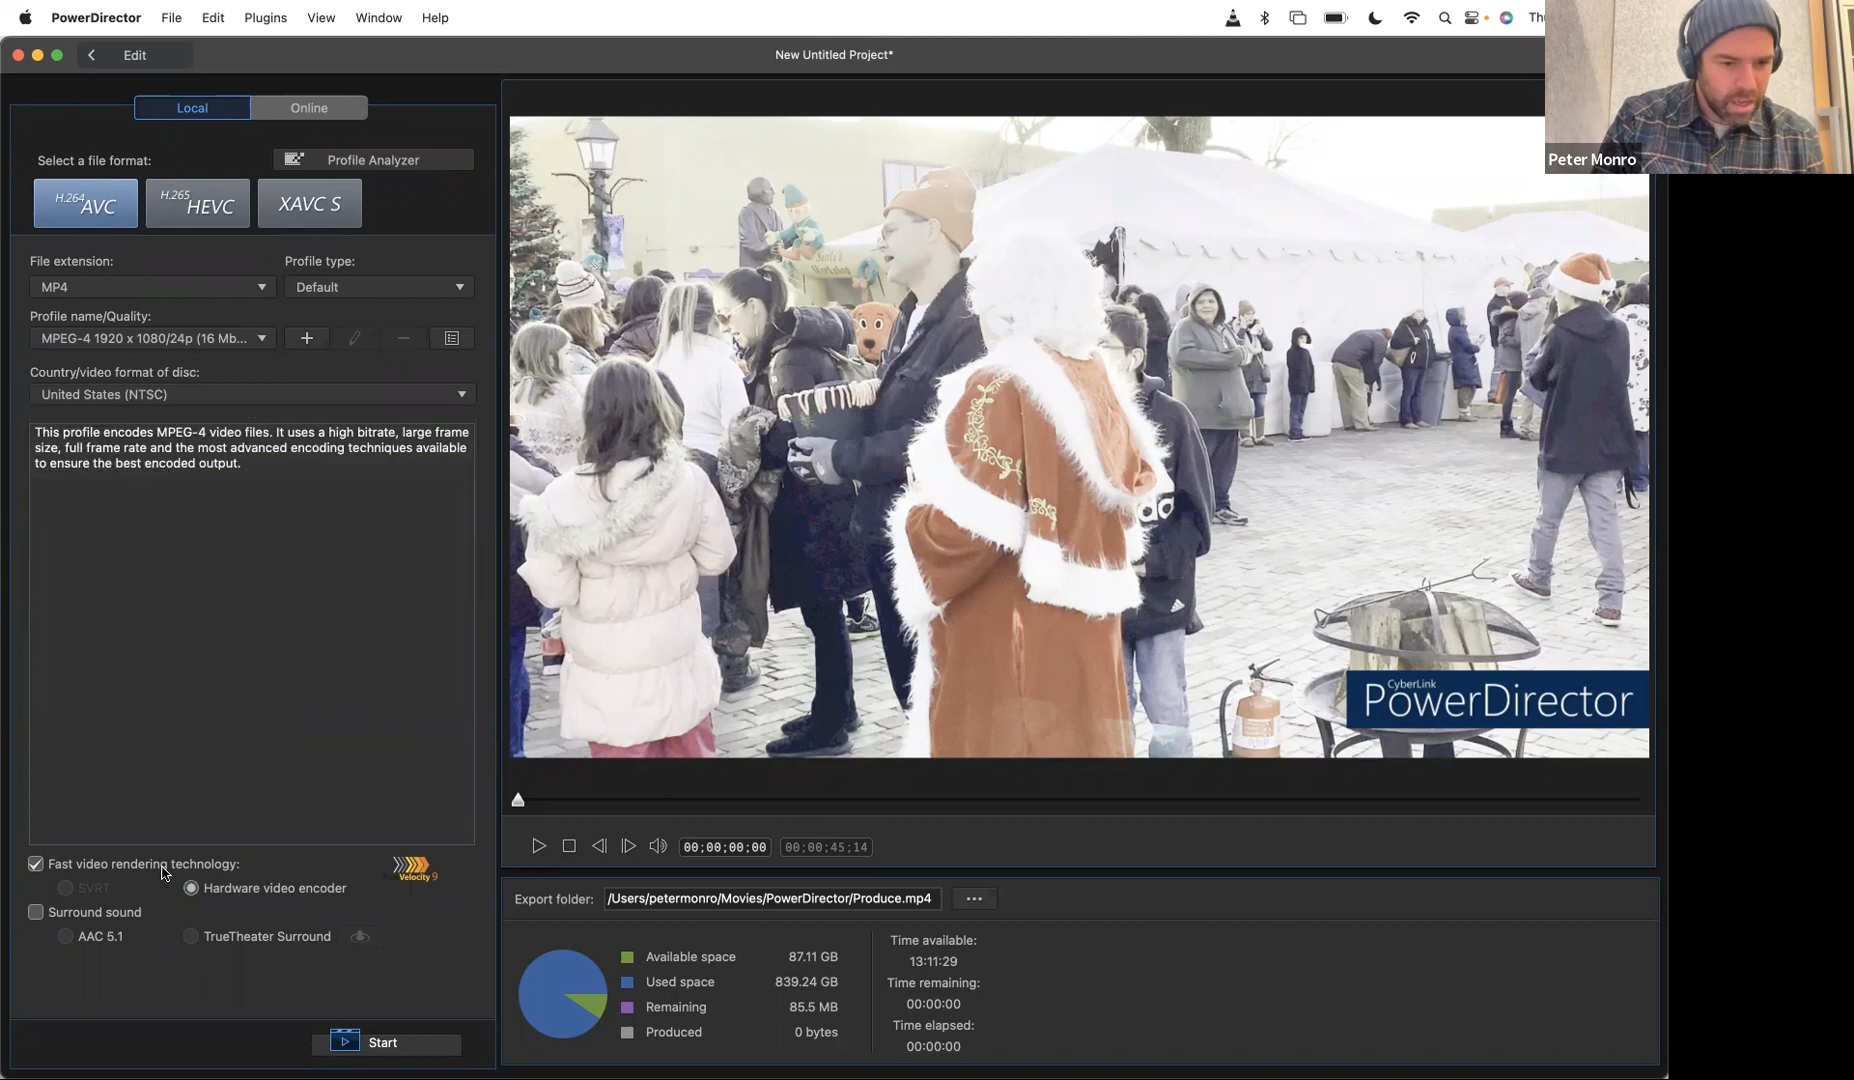 PowerDirector File Edit Plugins View Window Help
Edit
New Untitled Project*
Peter Monro
Local Online
Select a file format:
Profile Analyzer
H.264 AVC
H.265 HEVC
XAVC S
File extension:
Profile type:
MP4
Default
Profile name/Quality:
MPEG-4 1920 x 1080/24p (16 Mb...
Country/video format of disc:
United States (NTSC)
This profile encodes MPEG-4 video files. It uses a high bitrate, large frame
size, full frame rate and the most advanced encoding techniques available
to ensure the best encoded output.
Fast video rendering technology:
Velocity 9
SVRT
Hardware video encoder
Surround sound
AAC 5.1
TrueTheater Surround
Start
adidas
CyberLink
PowerDirector
00;00;00;00
00;00;45;14
Export folder: /Users/petermonro/Movies/PowerDirector/Produce.mp4 ...
Available space 87.11 GB
Used space 839.24 GB
Remaining 85.5 MB
Produced 0 bytes
Time available:
13:11:29
Time remaining:
00:00:00
Time elapsed:
00:00:00